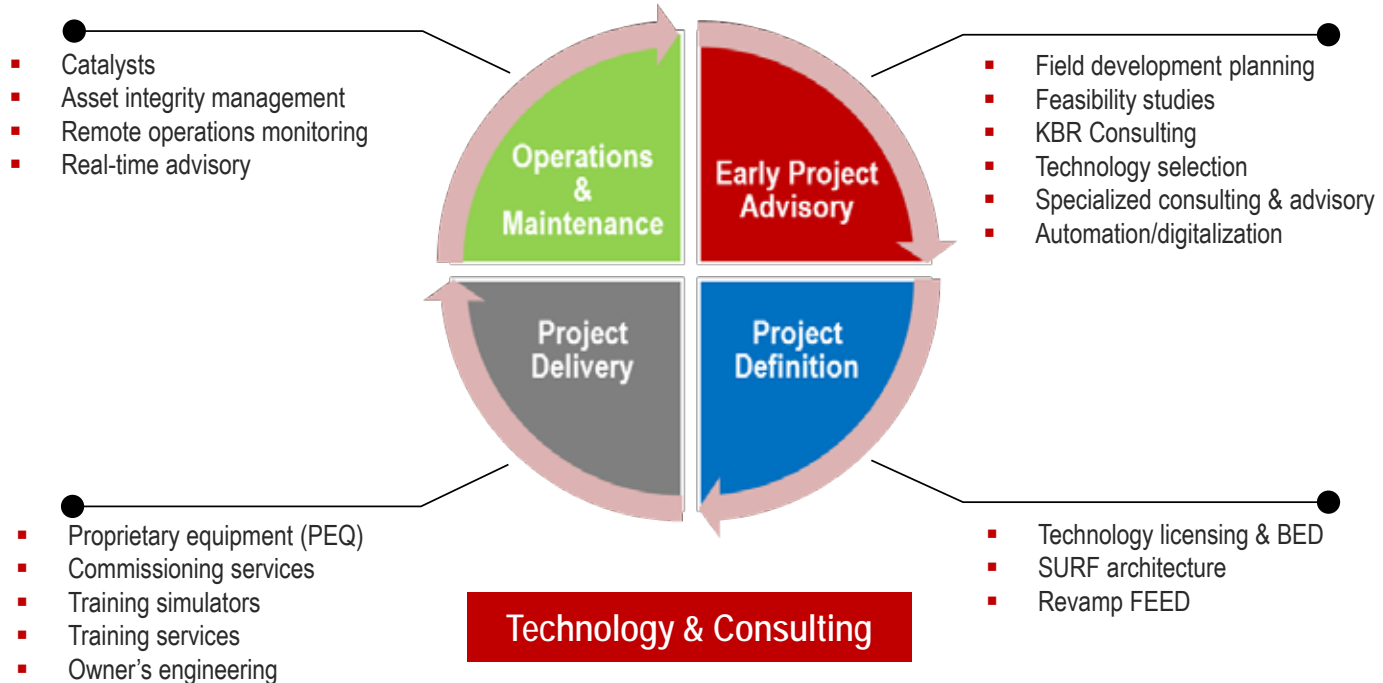 Catalysts
Asset integrity management
Remote operations monitoring
Real-time advisory
Operations
&
Maintenance
Early Project
Advisory
Field development planning
Feasibility studies
KBR Consulting
Technology selection
Specialized consulting & advisory
Automation/digitalization
Project
Delivery
Project
Definition
Proprietary equipment (PEQ)
Commissioning services
Training simulators
Training services
Owner’s engineering
Technology licensing & BED
SURF architecture
Revamp FEED
Technology & Consulting